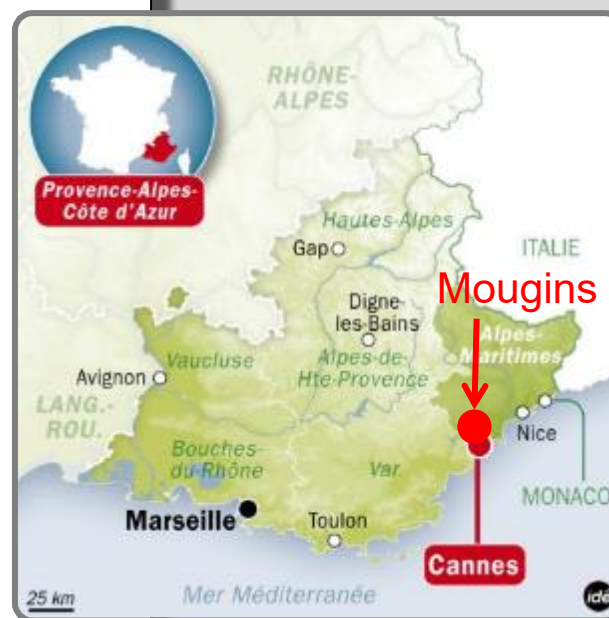 RHÔNE-
ALPES
Provence-Alpes-
Côte d'Azur
Hautes-Alpes
Gap
ITALIE
Mougins
Digne-
les-Bains
Alpes-
Maritimes
Vaucluse
Alpes-de-
Hte-Provence
Avignon
LANG.-
ROU.
Nice
Bouches-
du-Rhône
Var
MONACO
Marseille
Toulon
Cannes
25 km
Mer Méditerranée
idé